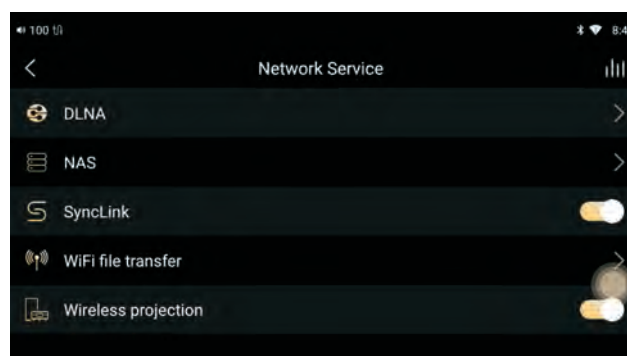 100
8:4
Network Service
DLNA
NAS
SyncLink
WiFi file transfer
Wireless projection